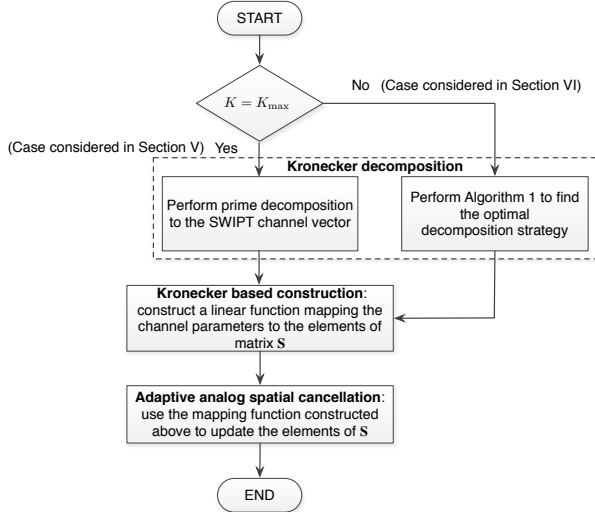 START
No (Case considered in Section VI)
K = K_max
(Case considered in Section V) Yes
Kronecker decomposition
Perform prime decomposition
to the SWIPT channel vector
Perform Algorithm 1 to find
the optimal
decomposition strategy
Kronecker based construction:
construct a linear function mapping the
channel parameters to the elements of
matrix S
Adaptive analog spatial cancellation:
use the mapping function constructed
above to update the elements of S
END